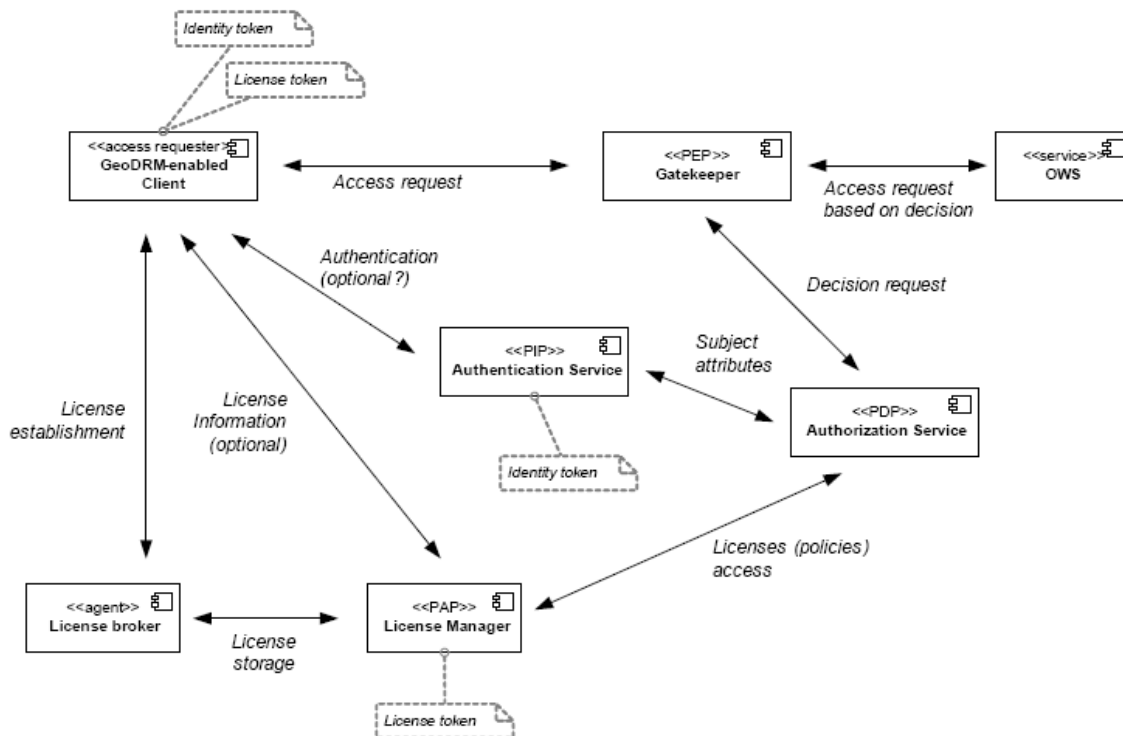 Identity token
License token
<<access requester>>
GeoDRM-enabled
Client
Access request
<<PEP>>
Gatekeeper
Access request
based on decision
<<service>>
OWS
Authentication
(optional?)
Decision request
<<PIP>>
Authentication Service
Subject
attributes
License
establishment
License
Information
(optional)
<<PDP>>
Authorization Service
Identity token
Licenses (policies)
access
<<agent>>
License broker
License
storage
<<PAP>>
License Manager
License token